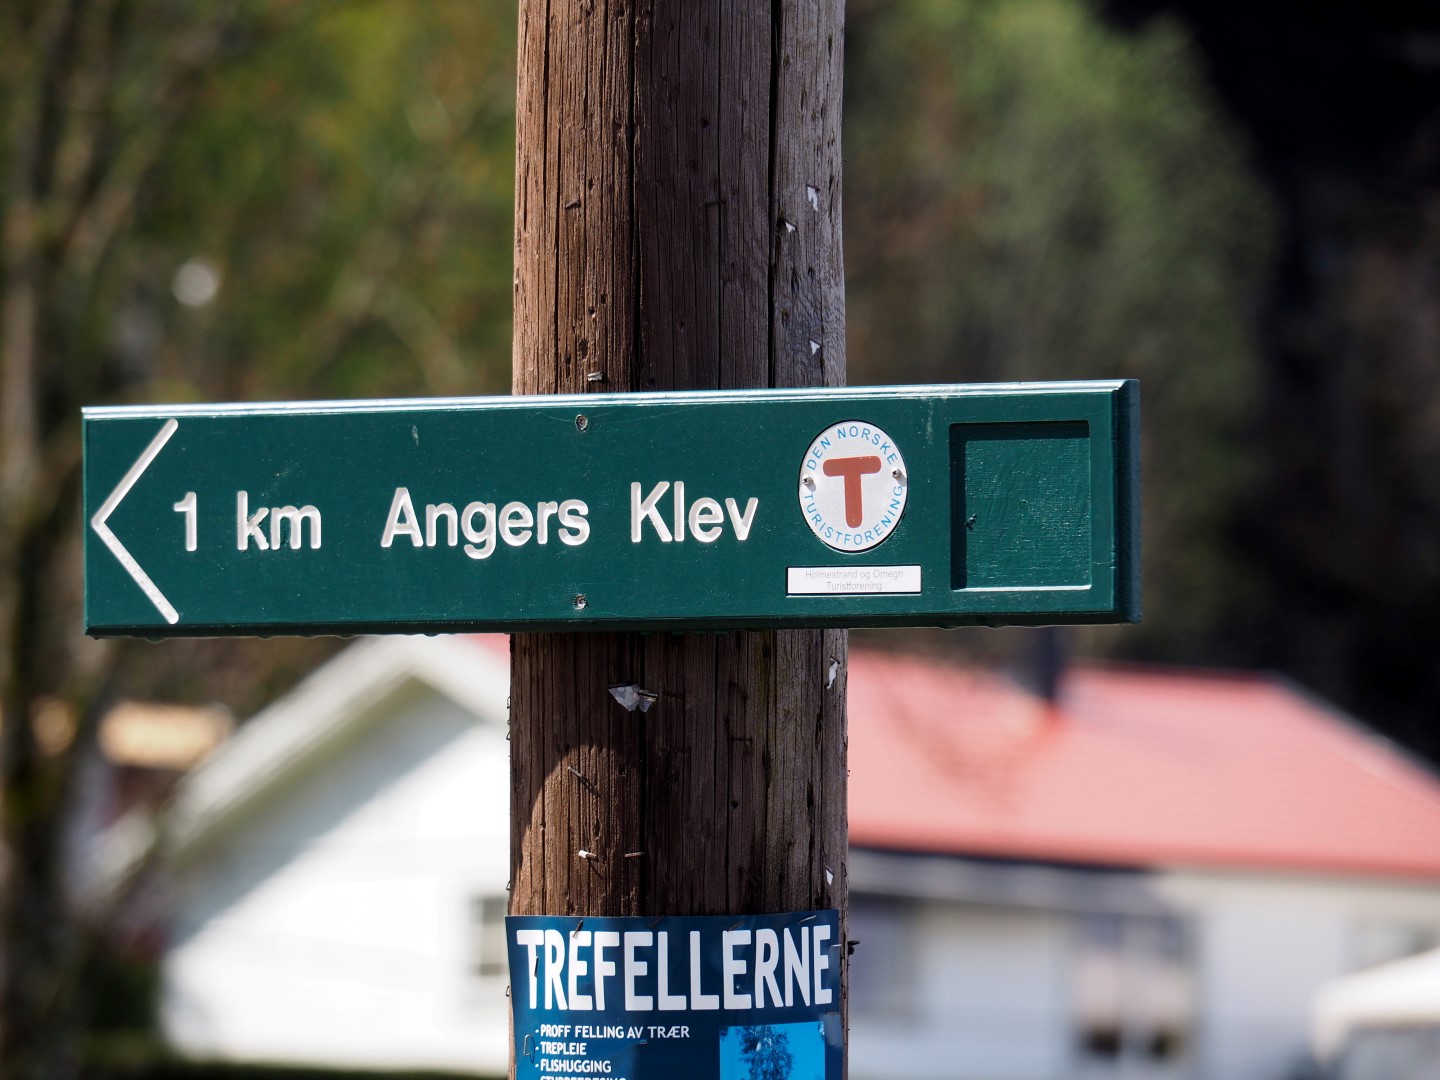 1 km Angers Klev
DEN NORSKE
T
TURISTFORENING
Holmestrand og Omegn
Turistforening
TREFELLERNE
- PROFF FELLING AV TRÆR
- TREPLEIE
- FLISHUGGING